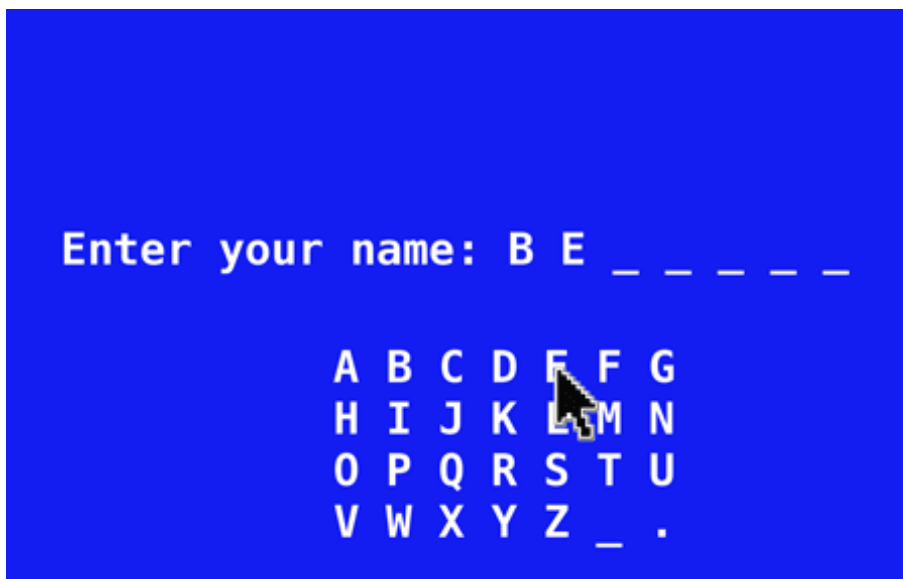 Enter your name: B E _ _ _ _ _
A B C D E F G
H I J K L M N
O P Q R S T U
V W X Y Z _ .